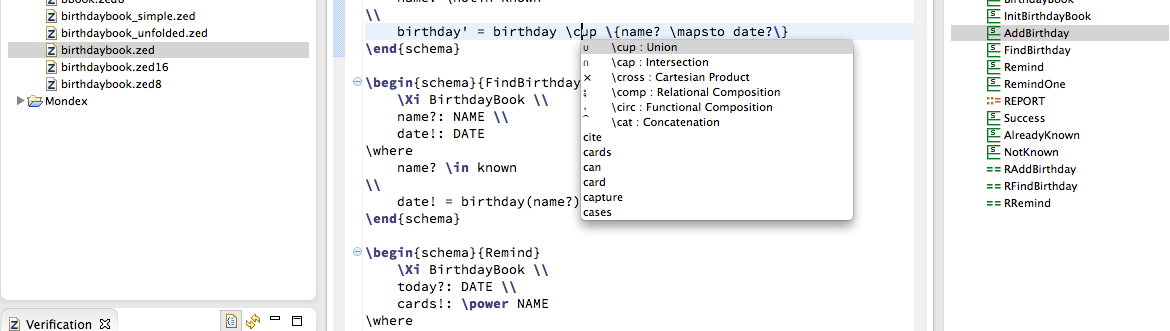 bbook.zed8
birthdaybook_simple.zed
birthdaybook_unfolded.zed
birthdaybook.zed
birthdaybook.zed16
birthdaybook.zed8
Mondex
Verification
name? \notin known
\\
birthday' = birthday \cup \{name? \mapsto date?\}
\end{schema}
\begin{schema}{FindBirthday
\Xi BirthdayBook \\
name?: NAME \\
date!: DATE
\where
name? \in known
\\
date! = birthday(name?)
\end{schema}
\begin{schema}{Remind}
\Xi BirthdayBook \\
today?: DATE \\
cards!: \power NAME
\where
∪ \cup : Union
∩ \cap : Intersection
× \cross : Cartesian Product
\comp : Relational Composition
\circ : Functional Composition
⌒ \cat : Concatenation
cite
cards
can
card
capture
cases
BirthdayBook
InitBirthdayBook
AddBirthday
FindBirthday
Remind
RemindOne
REPORT
Success
AlreadyKnown
NotKnown
RAddBirthday
RFindBirthday
RRemind